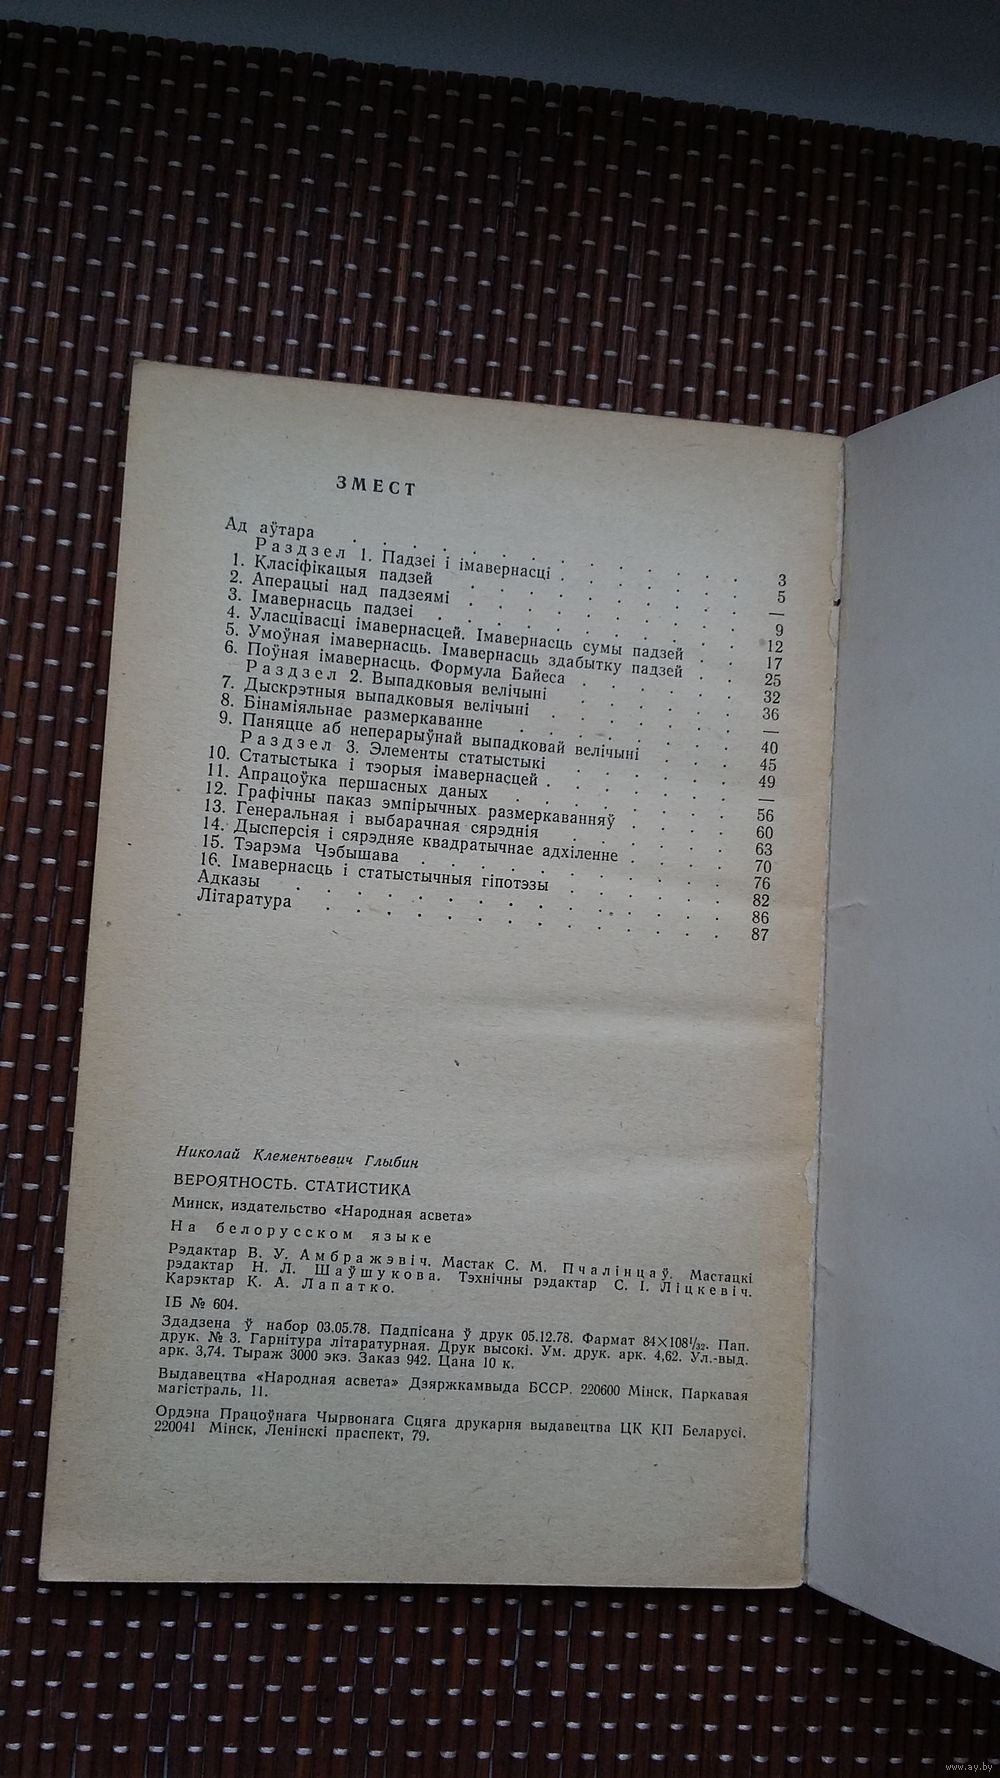 ЗМЕСТ
Ад аўтара . . . . . . . . . . . 3
Раздзел 1. Падзеі і імавернасці . . . . . . . 5
1. Класіфікацыя падзей . . . . . . . . . —
2. Аперацыі над падзеямі . . . . . . . . . 9
3. Імавернасць падзеі . . . . . . . . . . 12
4. Уласцівасці імавернасцей. Імавернасць сумы падзей . . 17
5. Умоўная імавернасць. Імавернасць здабытку падзей . . 25
6. Поўная імавернасць. Формула Байеса . . . . . . 32
Раздзел 2. Выпадковыя велічыні . . . . . . 36
7. Дыскрэтныя выпадковыя велічыні . . . . . . . —
8. Бінаміяльнае размеркаванне . . . . . . . . 40
9. Паняцце аб неперарыўнай выпадковай велічыні . . . 45
Раздзел 3. Элементы статыстыкі . . . . . . 49
10. Статыстыка і тэорыя імавернасцей . . . . . . . —
11. Апрацоўка першасных даных . . . . . . . . 56
12. Графічны паказ эмпірычных размеркаванняў . . . . 60
13. Генеральная і выбарачная сярэднія . . . . . . 63
14. Дысперсія і сярэдняе квадратычнае адхіленне . . . . 70
15. Тэарэма Чэбышава . . . . . . . . . . 76
16. Імавернасць і статыстычныя гіпотэзы . . . . . . 82
Адказы . . . . . . . . . . . . . 86
Літаратура . . . . . . . . . . . . 87
Николай Клементьевич Глыбин
ВЕРОЯТНОСТЬ. СТАТИСТИКА
Минск, издательство «Народная асвета»
На белорусском языке
Рэдактар В. У. Амбражэвіч. Мастак С. М. Пчалінцаў. Мастацкі
рэдактар Н. Л. Шаўшукова. Тэхнічны рэдактар С. І. Ліцкевіч.
Карэктар К. А. Лапатко.
ІБ № 604.
Здадзена ў набор 03.05.78. Падпісана ў друк 05.12.78. Фармат 84×108¹/₃₂. Пап.
друк. № 3. Гарнітура літаратурная. Друк высокі. Ум. друк. арк. 4,62. Ул.-выд.
арк. 3,74. Тыраж 3000 экз. Заказ 942. Цана 10 к.
Выдавецтва «Народная асвета» Дзяржкамвыда БССР. 220600 Мінск, Паркавая
магістраль, 11.
Ордэна Працоўнага Чырвонага Сцяга друкарня выдавецтва ЦК КП Беларусі.
220041 Мінск, Ленінскі праспект, 79.
www.ay.by